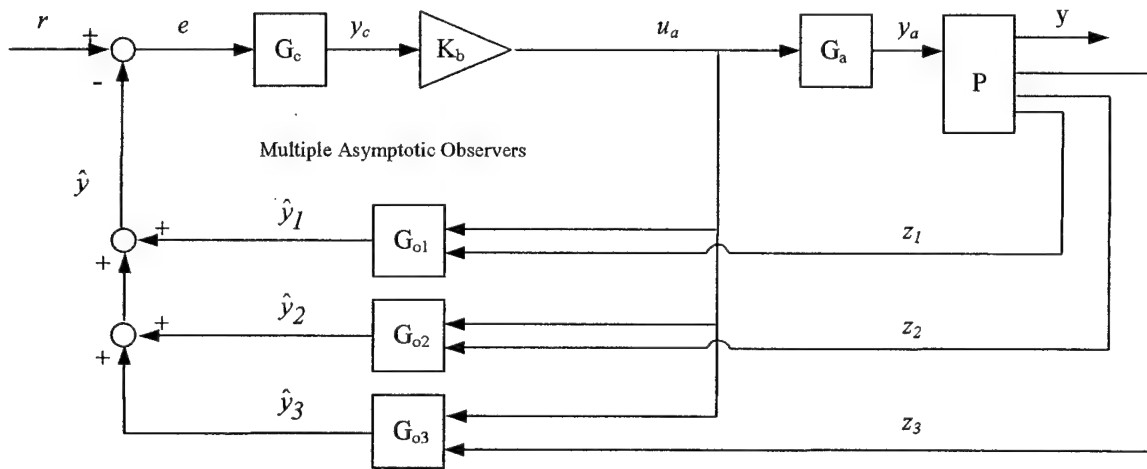 r + e G_c y_c K_b u_a G_a y_a P y
-
Multiple Asymptotic Observers
ŷ
ŷ_1 G_o1 z_1
+
+
ŷ_2 G_o2 z_2
+
+
ŷ_3 G_o3 z_3